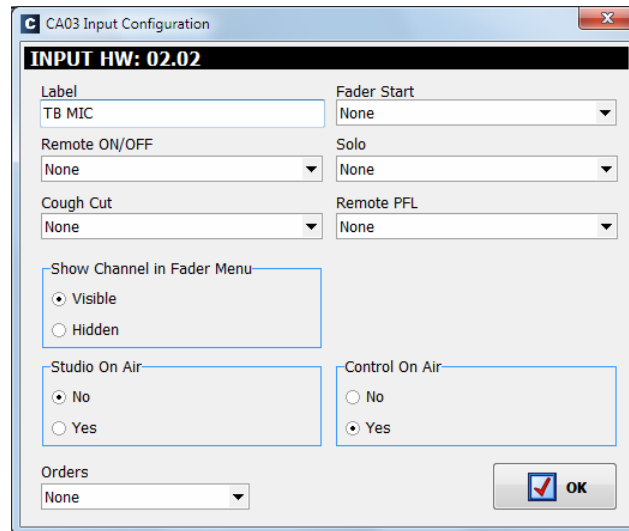 C CA03 Input Configuration x
INPUT HW: 02.02
Label
TB MIC
Fader Start
None
Remote ON/OFF
None
Solo
None
Cough Cut
None
Remote PFL
None
Show Channel in Fader Menu
Visible
Hidden
Studio On Air
No
Yes
Control On Air
No
Yes
Orders
None
OK